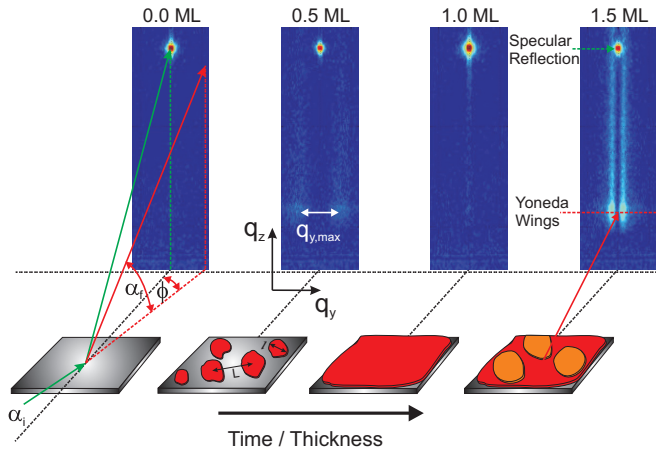 0.0 ML
0.5 ML
1.0 ML
1.5 ML
Specular
Reflection
Yoneda
Wings
q_y,max
q_z
q_y
α_f
ϕ
α_i
L
l
Time / Thickness